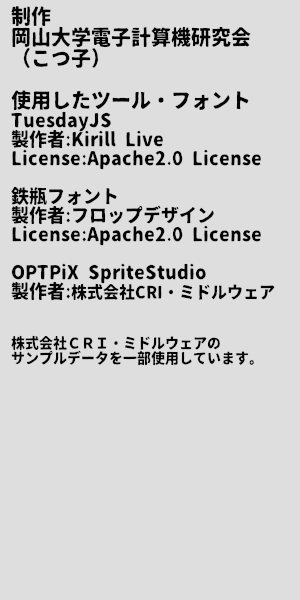 制作
岡山大学電子計算機研究会
（こつ子）
使用したツール・フォント
TuesdayJS
製作者:Kirill Live
License:Apache2.0 License
鉄瓶フォント
製作者:フロップデザイン
License:Apache2.0 License
OPTPiX SpriteStudio
製作者:株式会社CRI・ミドルウェア
株式会社ＣＲＩ・ミドルウェアの
サンプルデータを一部使用しています。